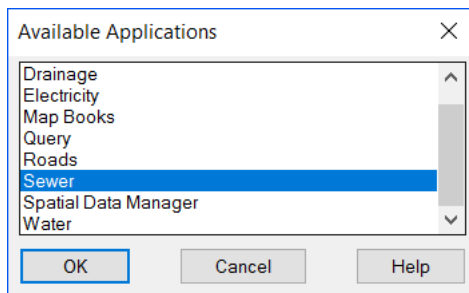 Available Applications
Drainage
Electricity
Map Books
Query
Roads
Sewer
Spatial Data Manager
Water
OK Cancel Help